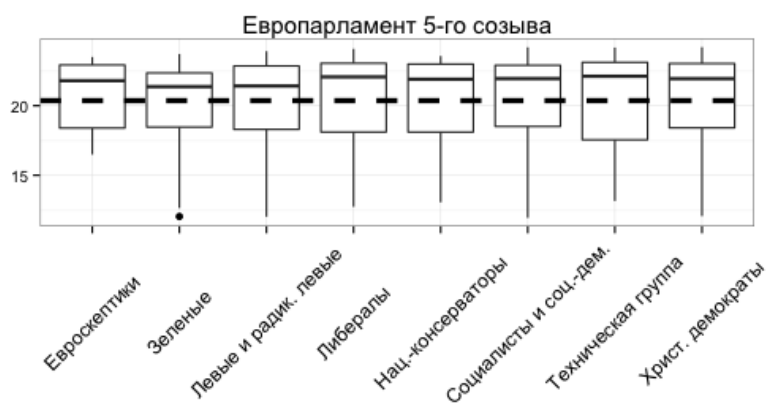 Европарламент 5-го созыва
20
15
Евроскептики
Зеленые
Левые и радик. левые
Либералы
Нац.-консерваторы
Социалисты и соц.-дем.
Техническая группа
Христ. демократы